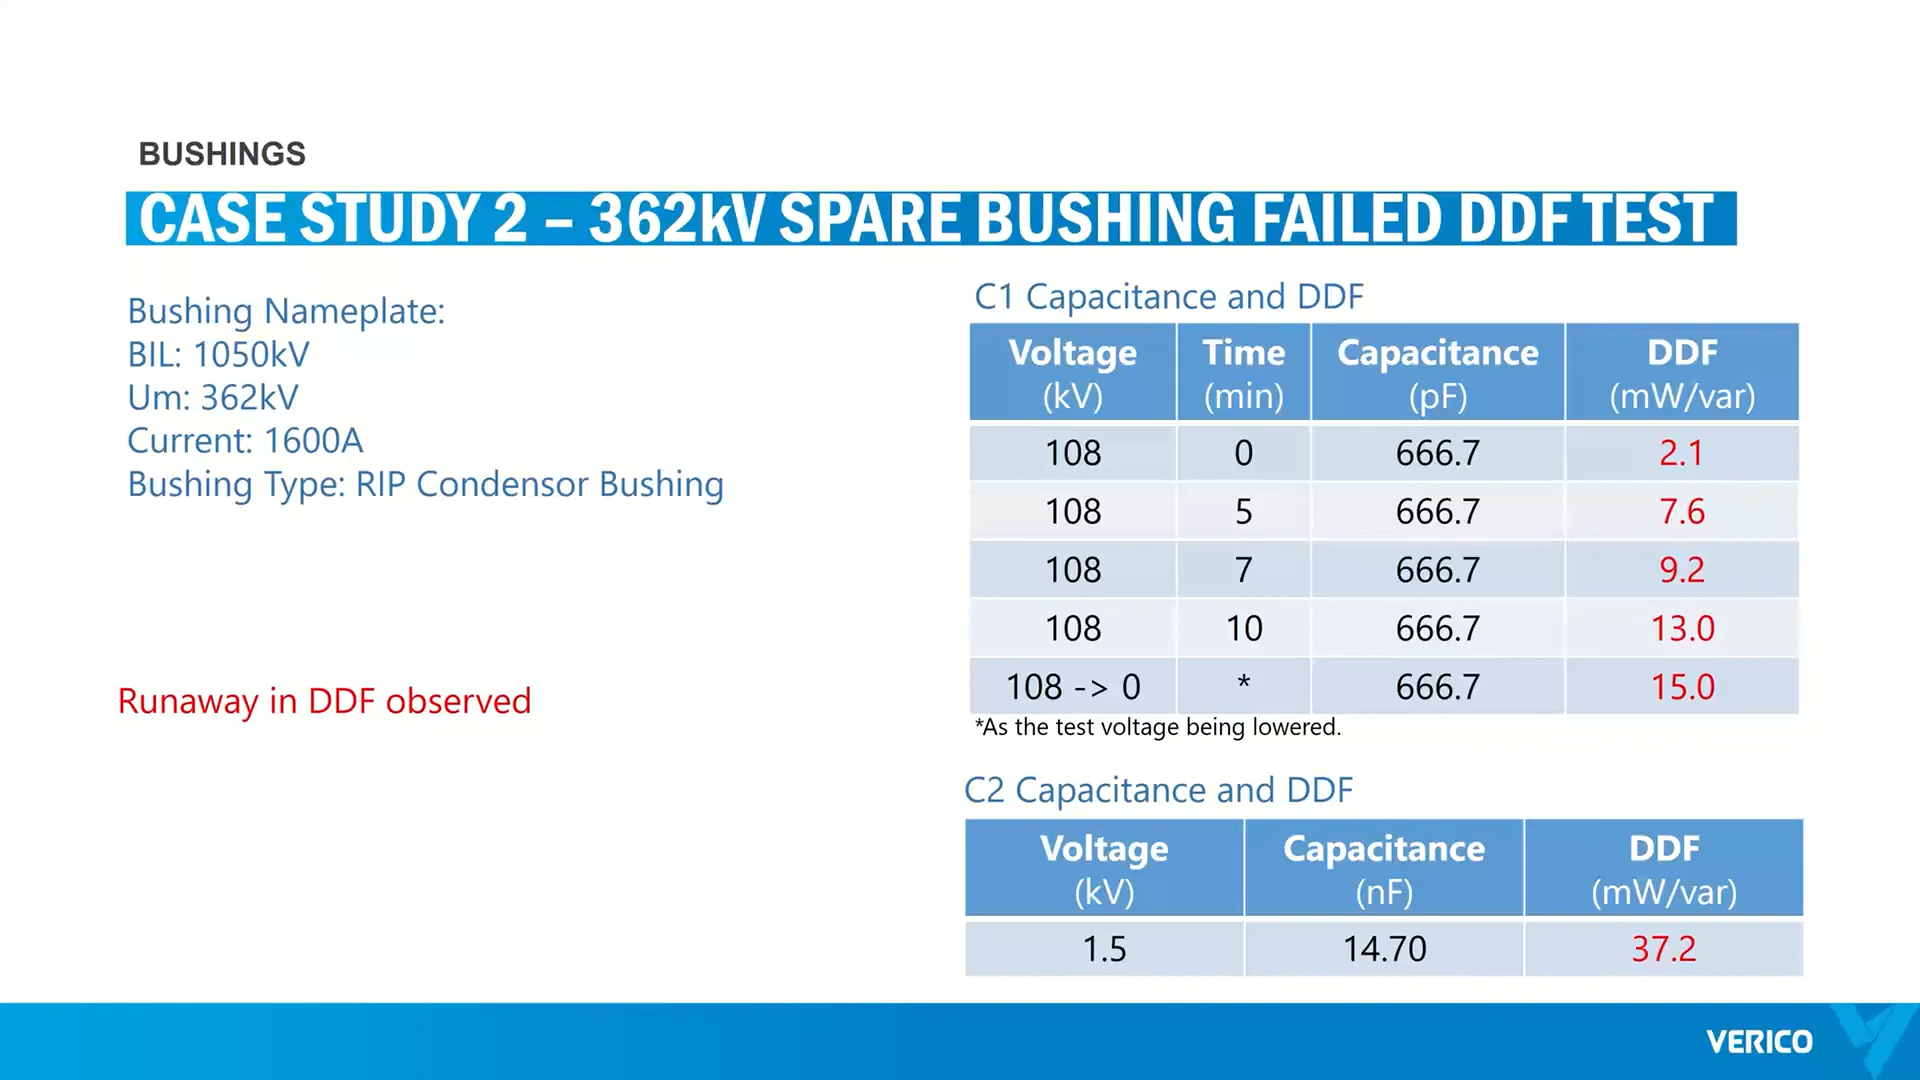 BUSHINGS
CASE STUDY 2 – 362kV SPARE BUSHING FAILED DDF TEST
Bushing Nameplate:
BIL: 1050kV
Um: 362kV
Current: 1600A
Bushing Type: RIP Condensor Bushing
Runaway in DDF observed
C1 Capacitance and DDF
Voltage (kV) Time (min) Capacitance (pF) DDF (mW/var)
108 0 666.7 2.1
108 5 666.7 7.6
108 7 666.7 9.2
108 10 666.7 13.0
108 -> 0 * 666.7 15.0
*As the test voltage being lowered.
C2 Capacitance and DDF
Voltage (kV) Capacitance (nF) DDF (mW/var)
1.5 14.70 37.2
VERICO